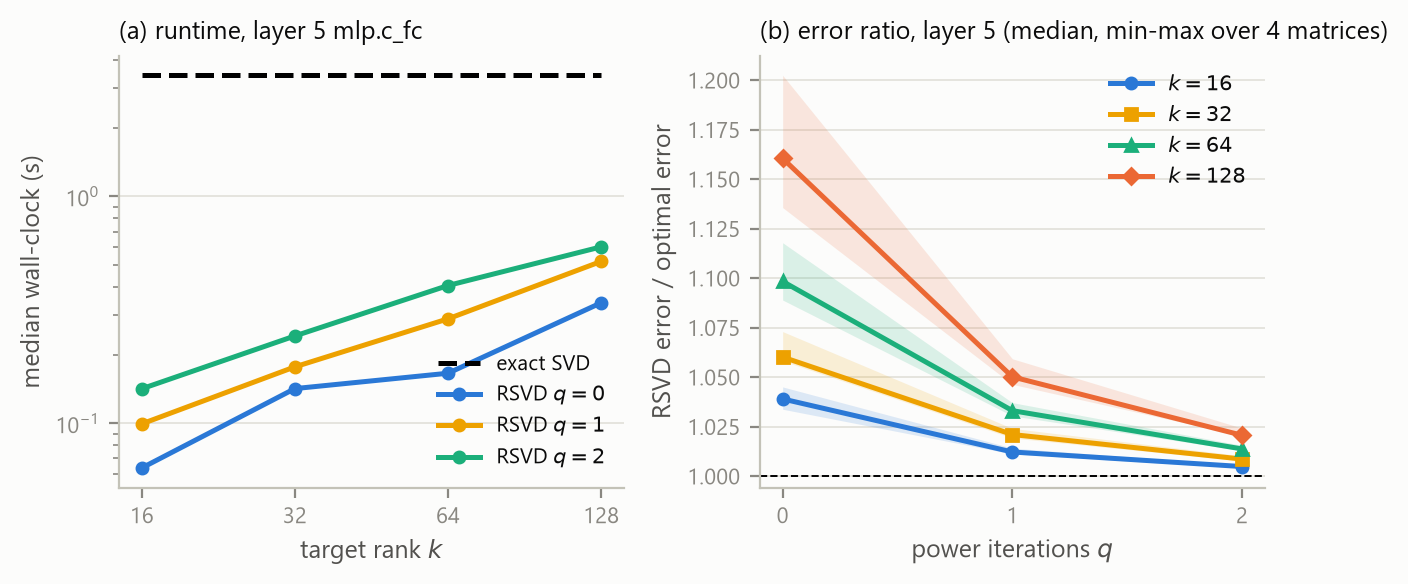 (a) runtime, layer 5 mlp.c_fc
median wall-clock (s)
10⁰
10⁻¹
exact SVD
RSVD q = 0
RSVD q = 1
RSVD q = 2
16 32 64 128
target rank k
(b) error ratio, layer 5 (median, min-max over 4 matrices)
RSVD error / optimal error
1.200
1.175
1.150
1.125
1.100
1.075
1.050
1.025
1.000
k = 16
k = 32
k = 64
k = 128
0 1 2
power iterations q